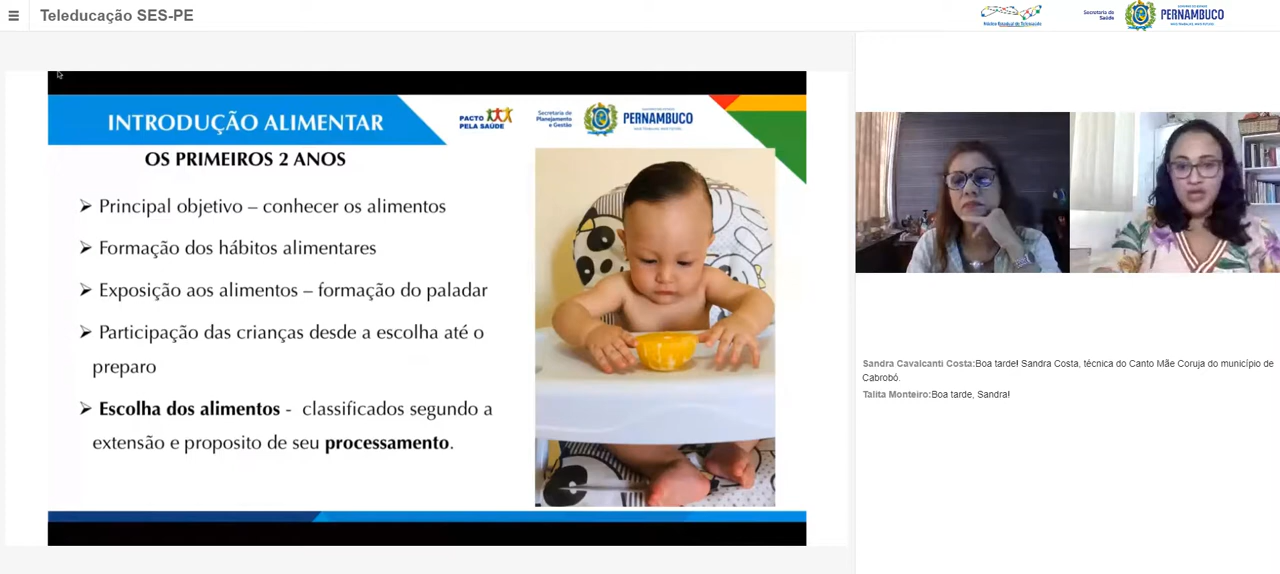 Teleducação SES-PE
Secretaria de
Saúde
PERNAMBUCO
INTRODUÇÃO ALIMENTAR
PACTO
PELA SAÚDE
Secretaria de
Planejamento
e Gestão
PERNAMBUCO
OS PRIMEIROS 2 ANOS
➢ Principal objetivo – conhecer os alimentos
➢ Formação dos hábitos alimentares
➢ Exposição aos alimentos – formação do paladar
➢ Participação das crianças desde a escolha até o
preparo
➢ Escolha dos alimentos - classificados segundo a
extensão e proposito de seu processamento.
Sandra Cavalcanti Costa:Boa tarde! Sandra Costa, técnica do Canto Mãe Coruja do município de
Cabrobó.
Talita Monteiro:Boa tarde, Sandra!